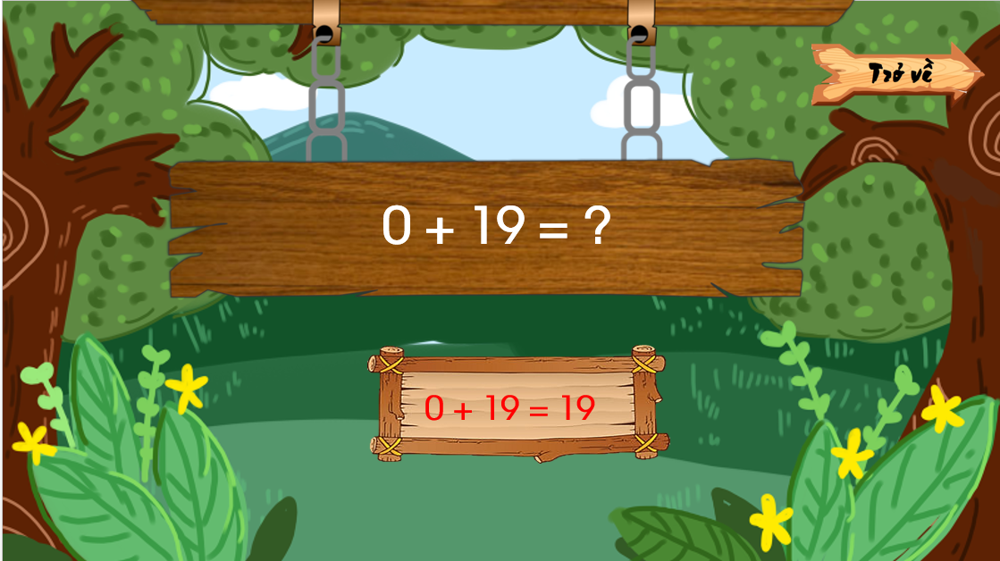 Trở về
0 + 19 = ?
0 + 19 = 19